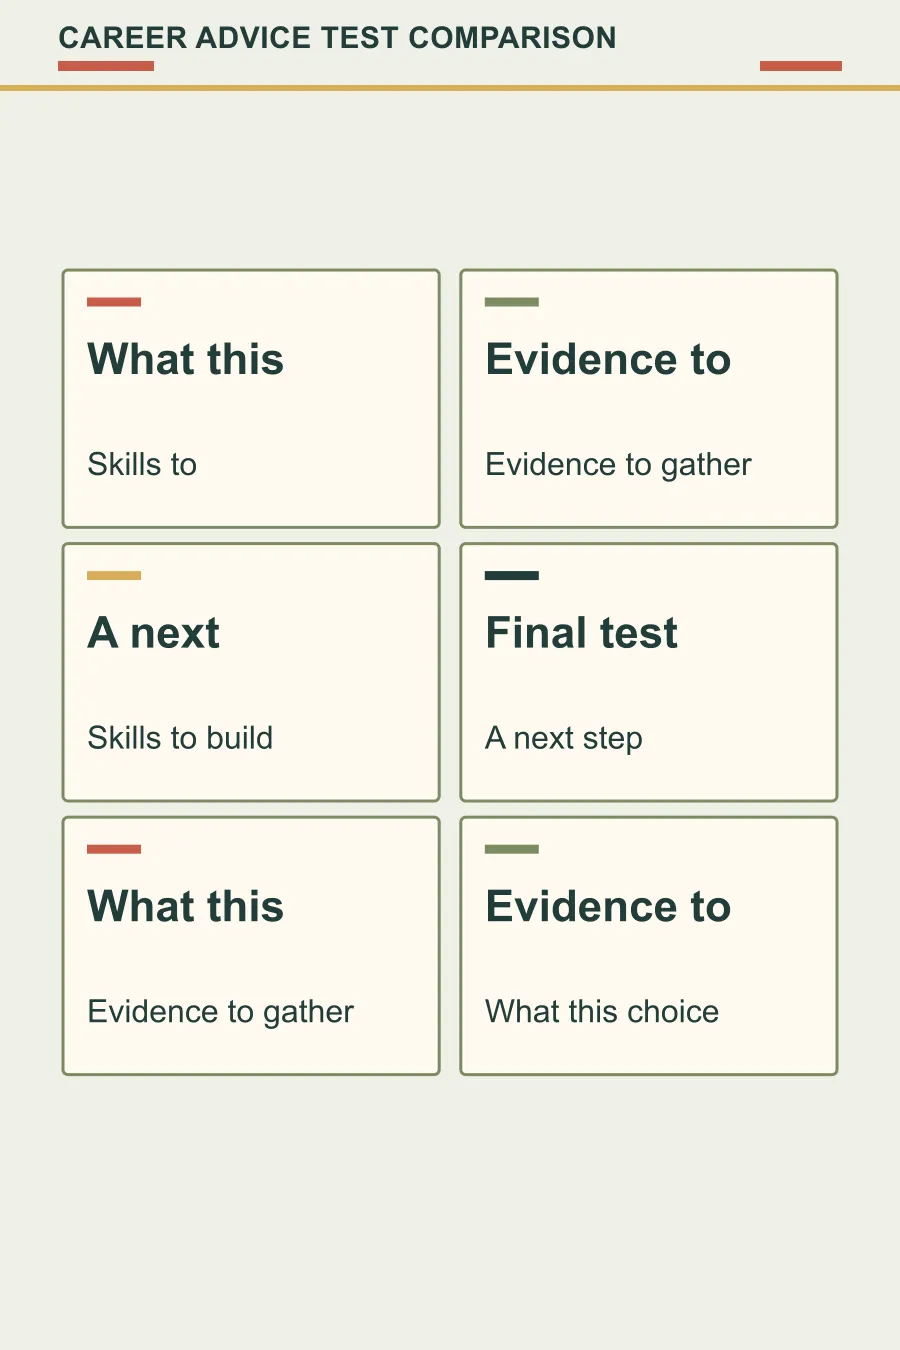 CAREER ADVICE TEST COMPARISON
What this
Skills to
Evidence to
Evidence to gather
A next
Skills to build
Final test
A next step
What this
Evidence to gather
Evidence to
What this choice